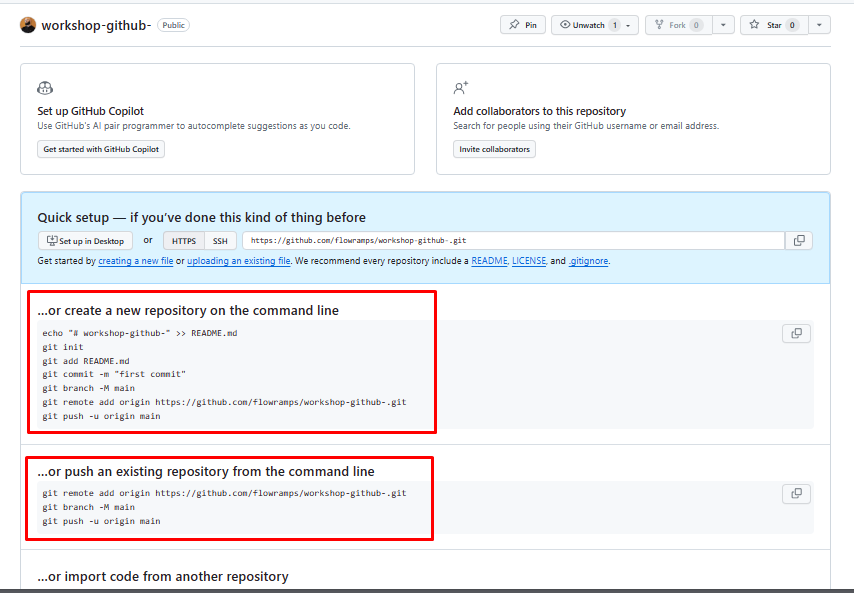 workshop-github- Public Pin Unwatch 1 Fork 0 Star 0
Set up GitHub Copilot
Use GitHub's AI pair programmer to autocomplete suggestions as you code.
Get started with GitHub Copilot
Add collaborators to this repository
Search for people using their GitHub username or email address.
Invite collaborators
Quick setup — if you've done this kind of thing before
Set up in Desktop or HTTPS SSH https://github.com/flowramps/workshop-github-.git
Get started by creating a new file or uploading an existing file. We recommend every repository include a README, LICENSE, and .gitignore.
...or create a new repository on the command line
echo "# workshop-github-" >> README.md
git init
git add README.md
git commit -m "first commit"
git branch -M main
git remote add origin https://github.com/flowramps/workshop-github-.git
git push -u origin main
...or push an existing repository from the command line
git remote add origin https://github.com/flowramps/workshop-github-.git
git branch -M main
git push -u origin main
...or import code from another repository